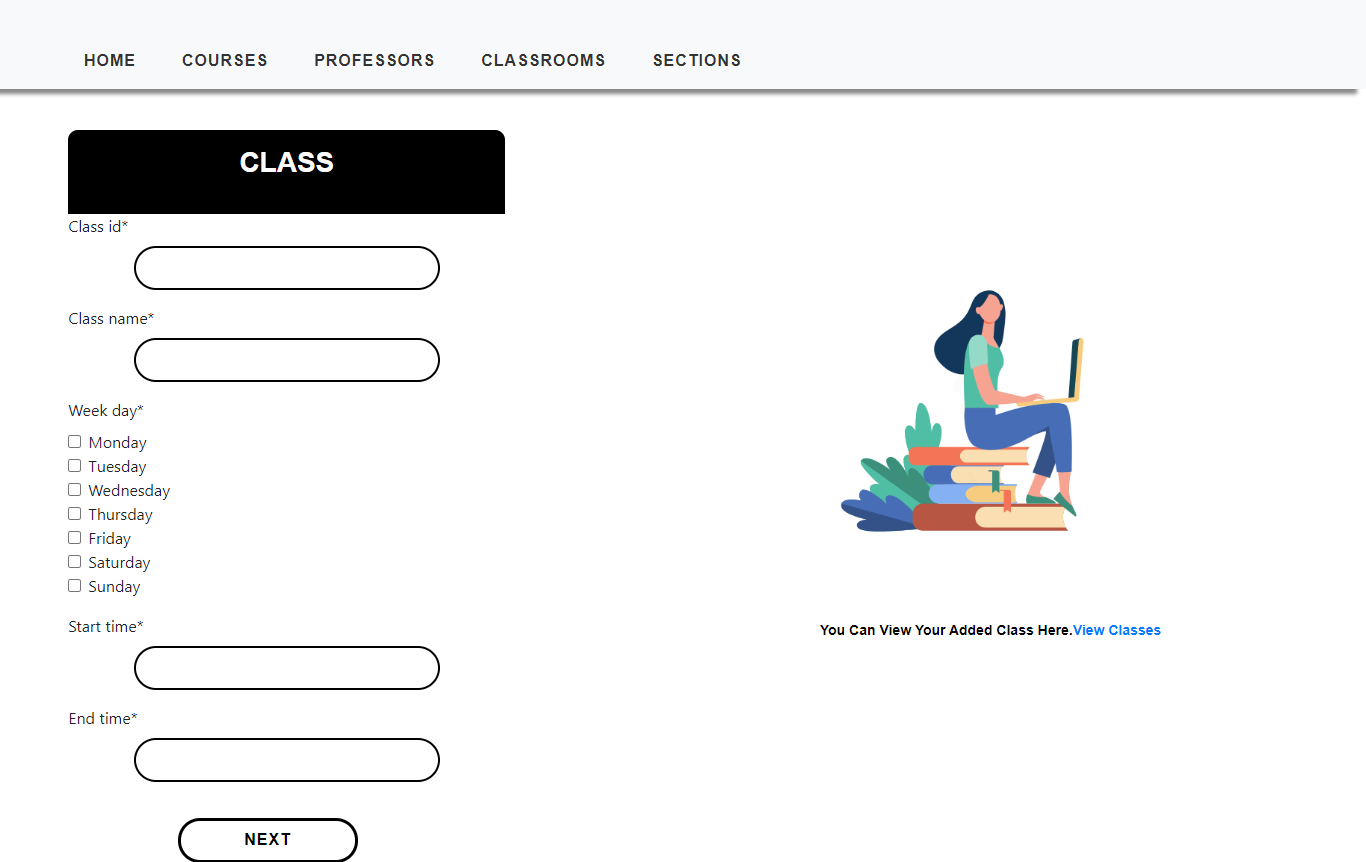 HOME COURSES PROFESSORS CLASSROOMS SECTIONS
CLASS
Class id*
Class name*
Week day*
Monday
Tuesday
Wednesday
Thursday
Friday
Saturday
Sunday
Start time*
End time*
NEXT
You Can View Your Added Class Here.View Classes